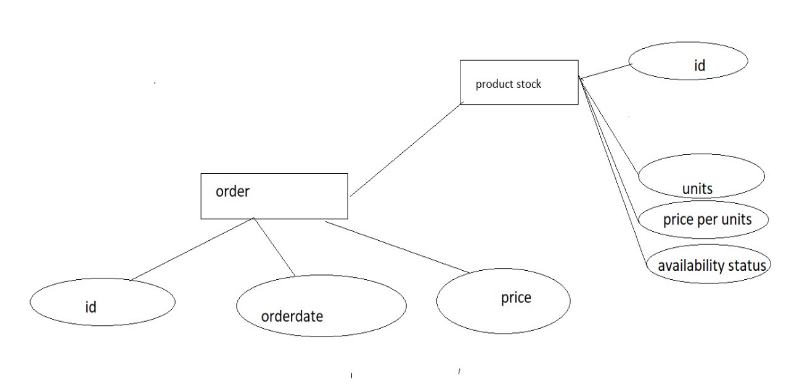 id
product stock
units
order
price per units
availability status
id
orderdate
price